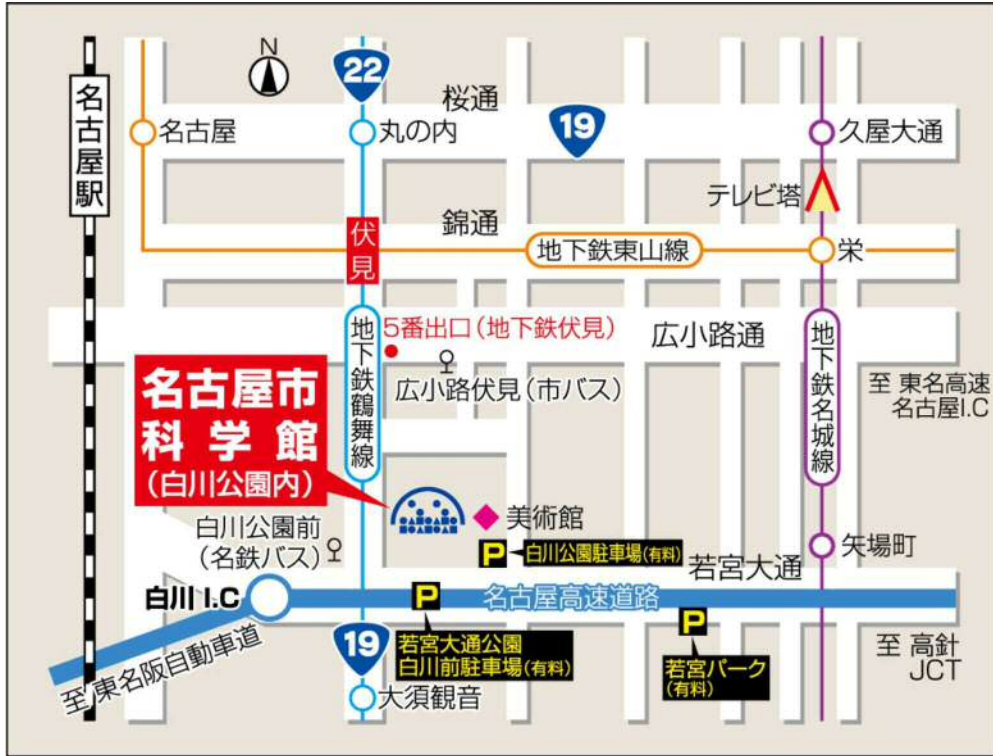 N
22
桜通
名古屋駅
名古屋
丸の内
19
久屋大通
テレビ塔
錦通
伏見
地下鉄東山線
栄
5番出口(地下鉄伏見)
広小路通
地下鉄鶴舞線
地下鉄名城線
広小路伏見(市バス)
至 東名高速
名古屋I.C
名古屋市
科学館
(白川公園内)
美術館
白川公園前
(名鉄バス)
P
白川公園駐車場(有料)
矢場町
若宮大通
白川 I.C
P
名古屋高速道路
P
19
若宮大通公園
白川前駐車場(有料)
若宮パーク
(有料)
至 高針
JCT
至 東名阪自動車道
大須観音